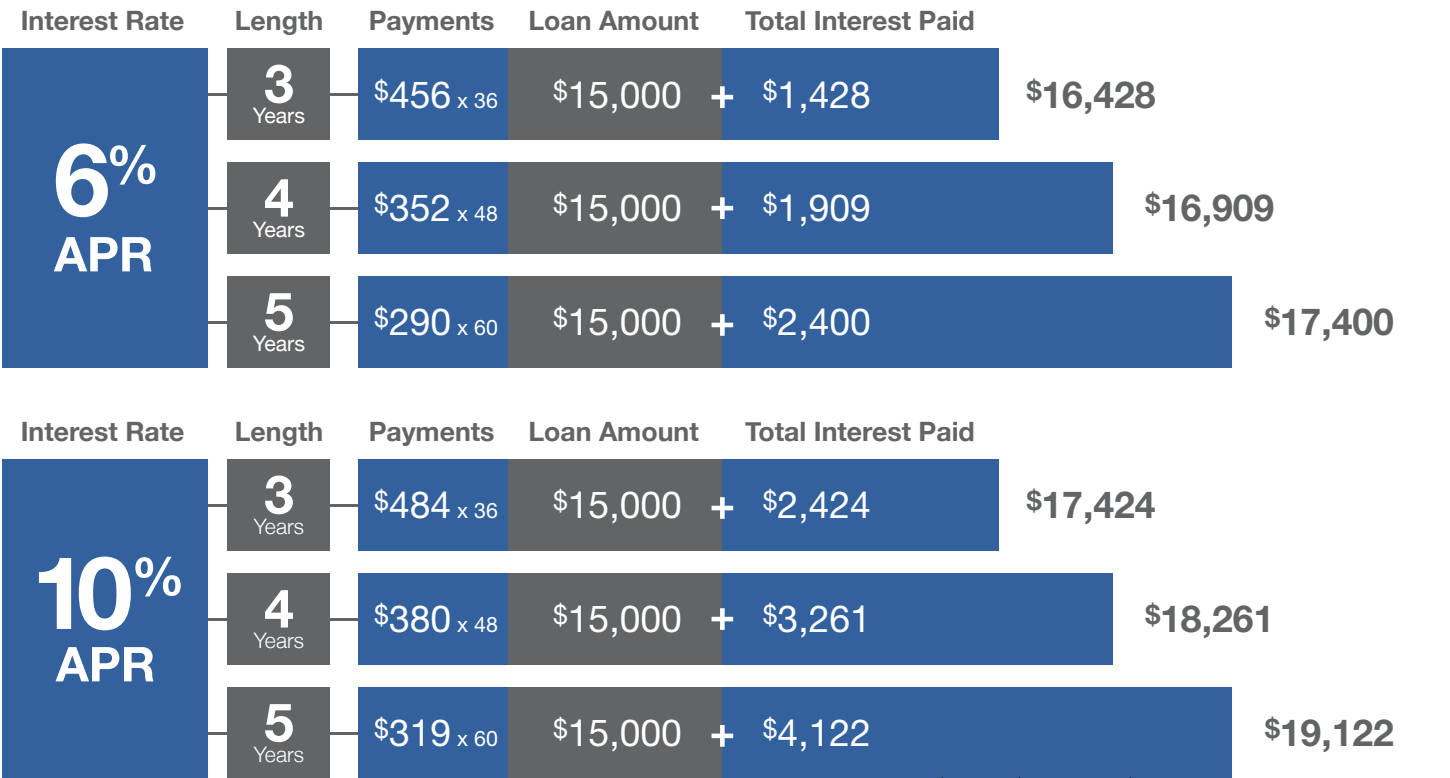 Interest Rate Length Payments Loan Amount Total Interest Paid
6% APR
3 Years $456 x 36 $15,000 + $1,428 $16,428
4 Years $352 x 48 $15,000 + $1,909 $16,909
5 Years $290 x 60 $15,000 + $2,400 $17,400
Interest Rate Length Payments Loan Amount Total Interest Paid
10% APR
3 Years $484 x 36 $15,000 + $2,424 $17,424
4 Years $380 x 48 $15,000 + $3,261 $18,261
5 Years $319 x 60 $15,000 + $4,122 $19,122